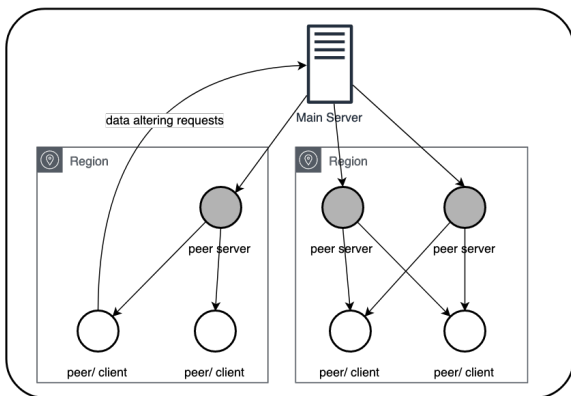 Main Server
data altering requests
Region
Region
peer server
peer server
peer server
peer/ client
peer/ client
peer/ client
peer/ client